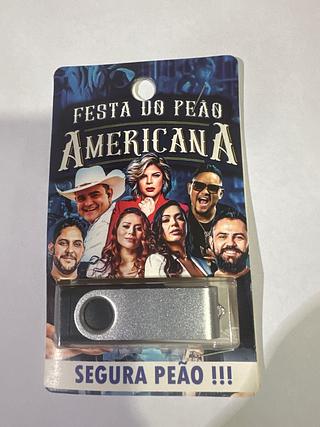 FESTA DO PEÃO
AMERICANA
SEGURA PEÃO !!!